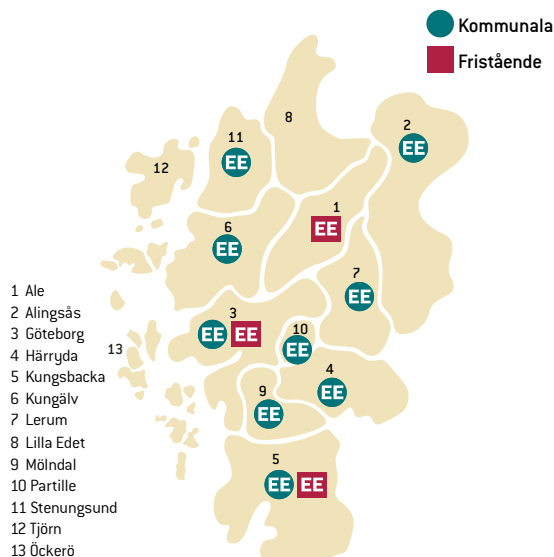 Kommunala
Fristående
8
2
11
EE
EE
12
1
EE
6
EE
7
EE
3
EE EE
10
EE
13
4
EE
9
EE
5
EE EE
1 Ale
2 Alingsås
3 Göteborg
4 Härryda
5 Kungsbacka
6 Kungälv
7 Lerum
8 Lilla Edet
9 Mölndal
10 Partille
11 Stenungsund
12 Tjörn
13 Öckerö